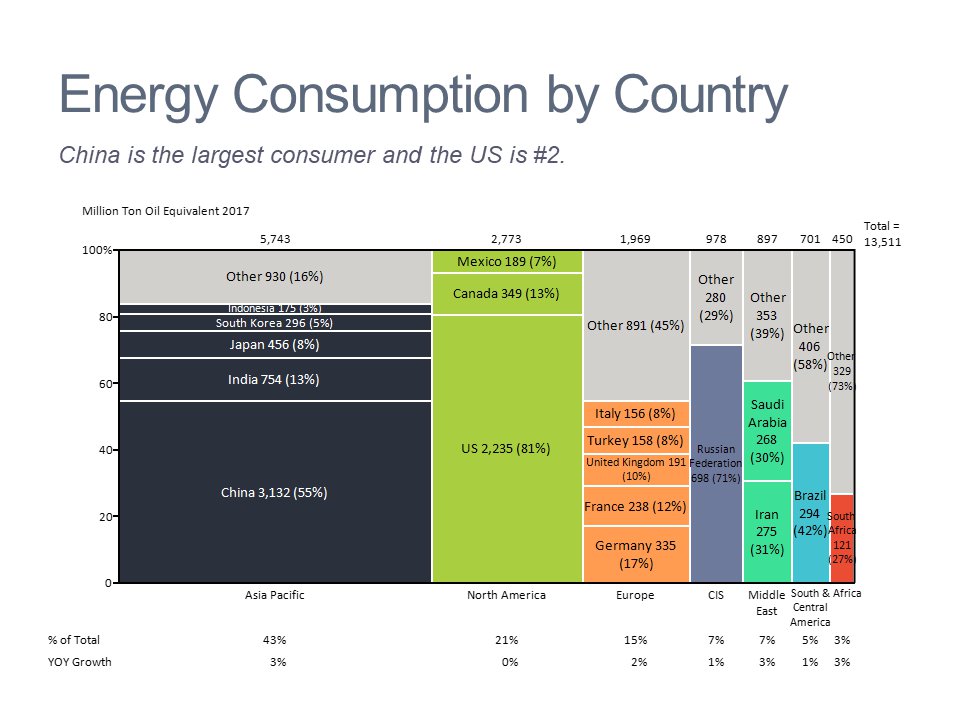 Energy Consumption by Country
China is the largest consumer and the US is #2.
Million Ton Oil Equivalent 2017
Total =
13,511
5,743 2,773 1,969 978 897 701 450
100%
80
60
40
20
0
Other 930 (16%)
Indonesia 175 (3%)
South Korea 296 (5%)
Japan 456 (8%)
India 754 (13%)
China 3,132 (55%)
Mexico 189 (7%)
Canada 349 (13%)
US 2,235 (81%)
Other 891 (45%)
Italy 156 (8%)
Turkey 158 (8%)
United Kingdom 191
(10%)
France 238 (12%)
Germany 335
(17%)
Other
280
(29%)
Russian
Federation
698 (71%)
Other
353
(39%)
Saudi
Arabia
268
(30%)
Iran
275
(31%)
Other
406
(58%)
Brazil
294
(42%)
Other
329
(73%)
South
Africa
121
(27%)
Asia Pacific
North America
Europe
CIS
Middle
East
South &
Central
America
Africa
% of Total 43% 21% 15% 7% 7% 5% 3%
YOY Growth 3% 0% 2% 1% 3% 1% 3%